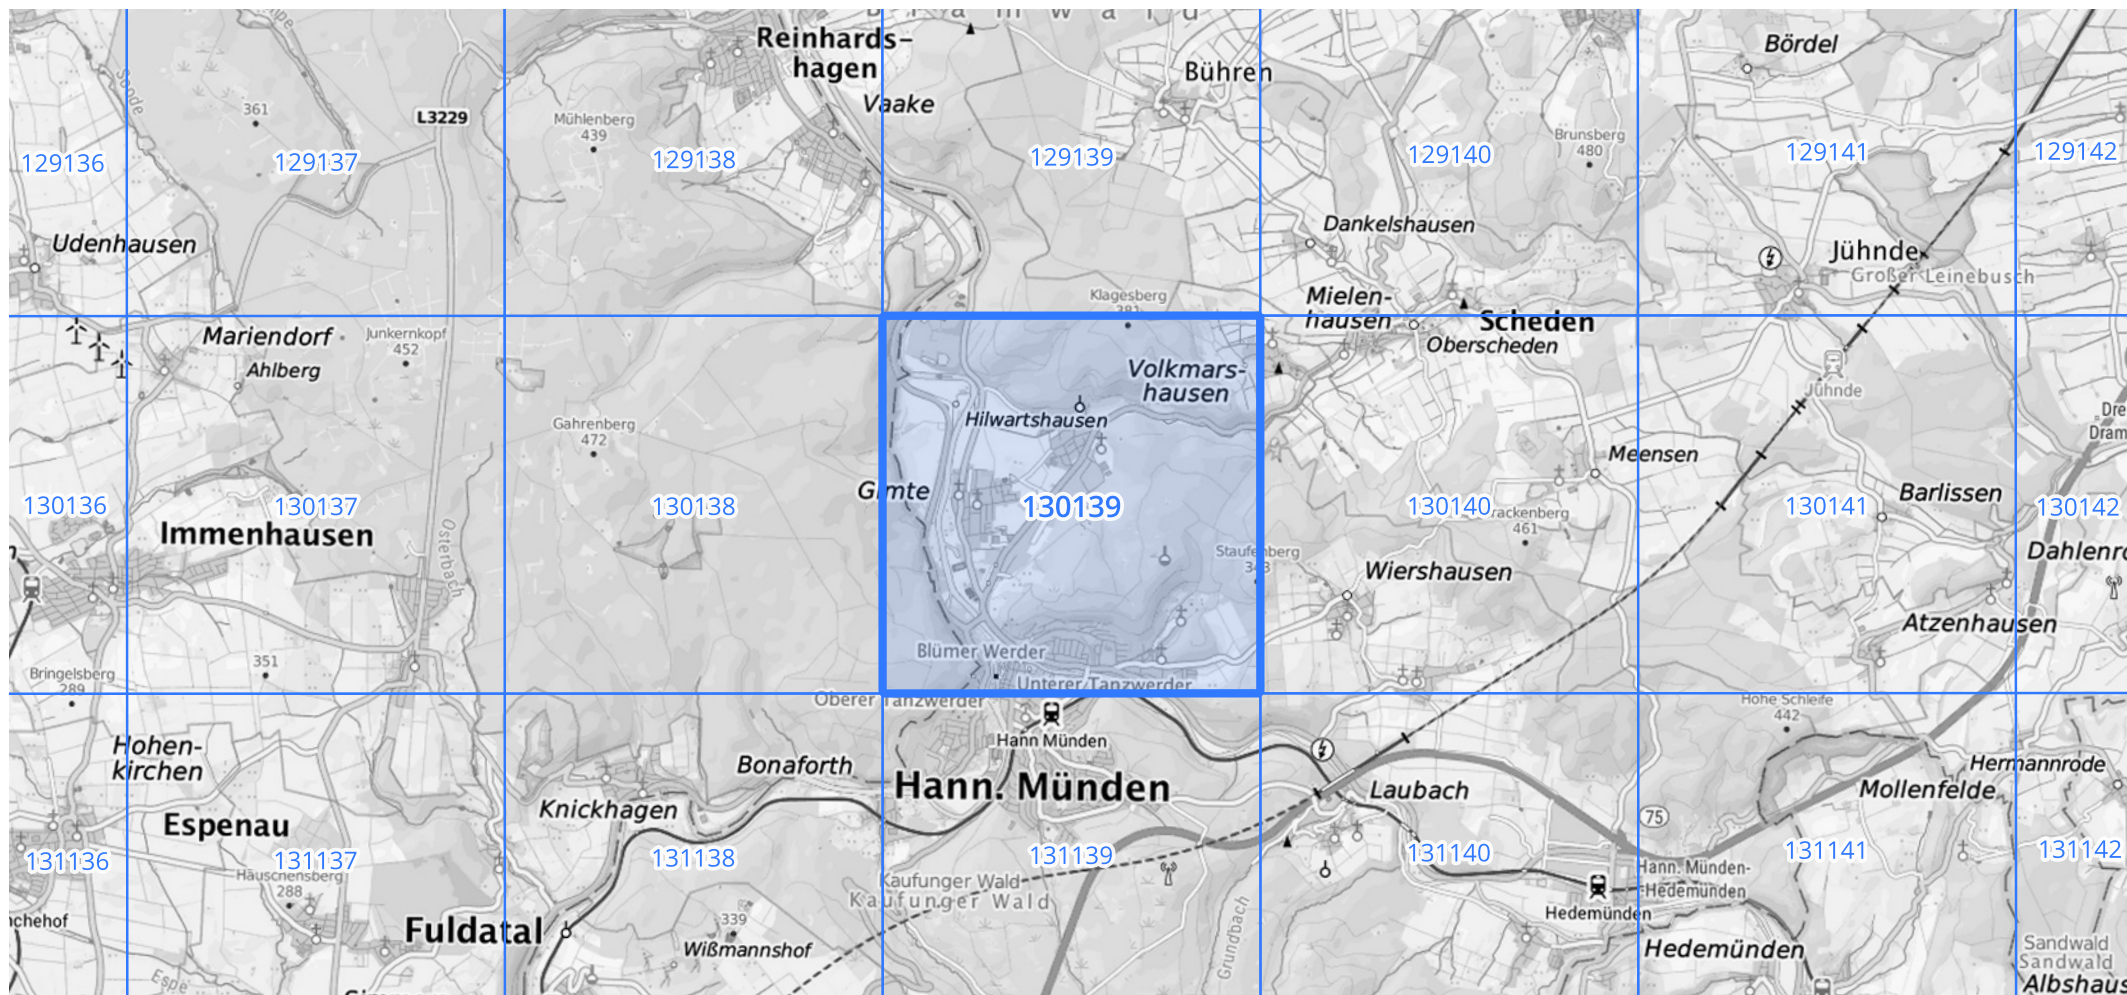 Reinhards-
hagen
Bühren
Bördel
Vaake
L3229
361
Mühlenberg
439
Brunsberg
480
129136
129137
129138
129139
129140
129141
129142
Udenhausen
Dankelshausen
Jühnde
Großer Leinebusch
Klagesberg
381
Mielen-
hausen
Scheden
Oberscheden
Mariendorf
Ahlberg
Junkernkopf
452
Volkmars-
hausen
Jühnde
Gahrenberg
472
Hilwartshausen
Meensen
Gimte
Barlissen
130136
130137
130138
130139
130140
130141
130142
461
Immenhausen
Osterbach
Staufenberg
343
Wiershausen
Atzenhausen
351
Bringelsberg
289
Blümer Werder
Unterer Tanzwerder
Oberer Tanzwerder
Hohe Schleife
442
Hann Münden
Hohen-
kirchen
Bonaforth
Hann. Münden
Laubach
Hermannrode
Mollenfelde
Knickhagen
Espenau
75
131136
131137
131138
131139
131140
131141
131142
Häuschensberg
288
Kaufunger Wald
Kaufunger Wald
Hann. Münden-
Hedemünden
Hedemünden
Fuldatal
339
Wißmannshof
Grundbach
Hedemünden
Sandwald
Sandwald
Espe